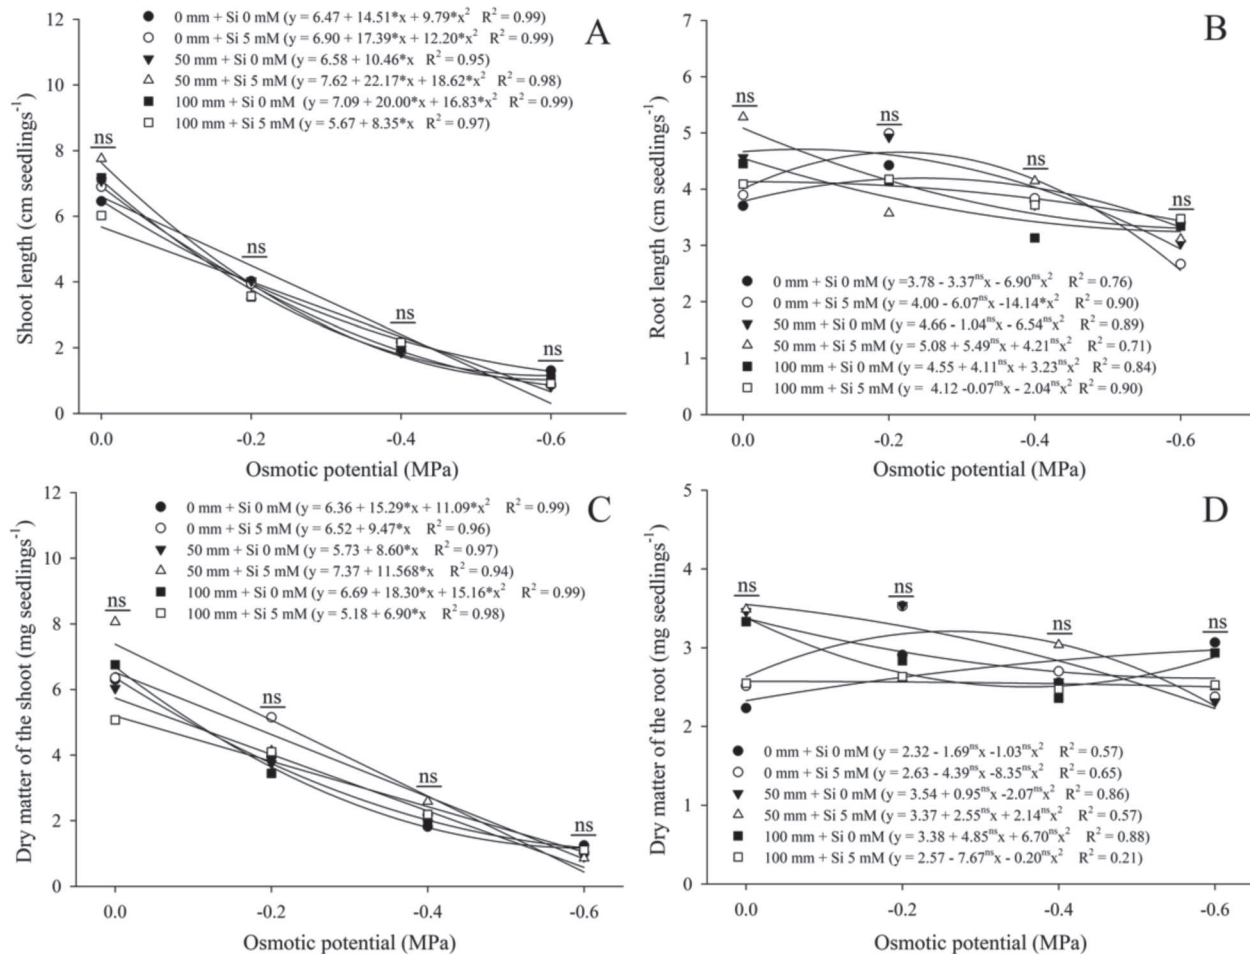 A
0 mm + Si 0 mM (y = 6.47 + 14.51*x + 9.79*x² R² = 0.99)
0 mm + Si 5 mM (y = 6.90 + 17.39*x + 12.20*x² R² = 0.99)
50 mm + Si 0 mM (y = 6.58 + 10.46*x R² = 0.95)
50 mm + Si 5 mM (y = 7.62 + 22.17*x + 18.62*x² R² = 0.98)
100 mm + Si 0 mM (y = 7.09 + 20.00*x + 16.83*x² R² = 0.99)
100 mm + Si 5 mM (y = 5.67 + 8.35*x R² = 0.97)
Shoot length (cm seedlings⁻¹)
12
10
8
6
4
2
0
ns
ns
ns
ns
0.0 -0.2 -0.4 -0.6
Osmotic potential (MPa)
B
Root length (cm seedlings⁻¹)
7
6
5
4
3
2
1
0
ns
ns
ns
ns
0 mm + Si 0 mM (y =3.78 - 3.37ⁿˢx - 6.90ⁿˢx² R² = 0.76)
0 mm + Si 5 mM (y = 4.00 - 6.07ⁿˢx -14.14*x² R² = 0.90)
50 mm + Si 0 mM (y = 4.66 - 1.04ⁿˢx - 6.54ⁿˢx² R² = 0.89)
50 mm + Si 5 mM (y = 5.08 + 5.49ⁿˢx + 4.21ⁿˢx² R² = 0.71)
100 mm + Si 0 mM (y = 4.55 + 4.11ⁿˢx + 3.23ⁿˢx² R² = 0.84)
100 mm + Si 5 mM (y = 4.12 -0.07ⁿˢx - 2.04ⁿˢx² R² = 0.90)
0.0 -0.2 -0.4 -0.6
Osmotic potential (MPa)
C
0 mm + Si 0 mM (y = 6.36 + 15.29*x + 11.09*x² R² = 0.99)
0 mm + Si 5 mM (y = 6.52 + 9.47*x R² = 0.96)
50 mm + Si 0 mM (y = 5.73 + 8.60*x R² = 0.97)
50 mm + Si 5 mM (y = 7.37 + 11.568*x R² = 0.94)
100 mm + Si 0 mM (y = 6.69 + 18.30*x + 15.16*x² R² = 0.99)
100 mm + Si 5 mM (y = 5.18 + 6.90*x R² = 0.98)
Dry matter of the shoot (mg seedlings⁻¹)
12
10
8
6
4
2
0
ns
ns
ns
ns
0.0 -0.2 -0.4 -0.6
Osmotic potential (MPa)
D
Dry matter of the root (mg seedlings⁻¹)
5
4
3
2
1
0
ns
ns
ns
ns
0 mm + Si 0 mM (y = 2.32 - 1.69ⁿˢx -1.03ⁿˢx² R² = 0.57)
0 mm + Si 5 mM (y = 2.63 - 4.39ⁿˢx -8.35ⁿˢx² R² = 0.65)
50 mm + Si 0 mM (y = 3.54 + 0.95ⁿˢx -2.07ⁿˢx² R² = 0.86)
50 mm + Si 5 mM (y = 3.37 + 2.55ⁿˢx + 2.14ⁿˢx² R² = 0.57)
100 mm + Si 0 mM (y = 3.38 + 4.85ⁿˢx + 6.70ⁿˢx² R² = 0.88)
100 mm + Si 5 mM (y = 2.57 - 7.67ⁿˢx - 0.20ⁿˢx² R² = 0.21)
0.0 -0.2 -0.4 -0.6
Osmotic potential (MPa)